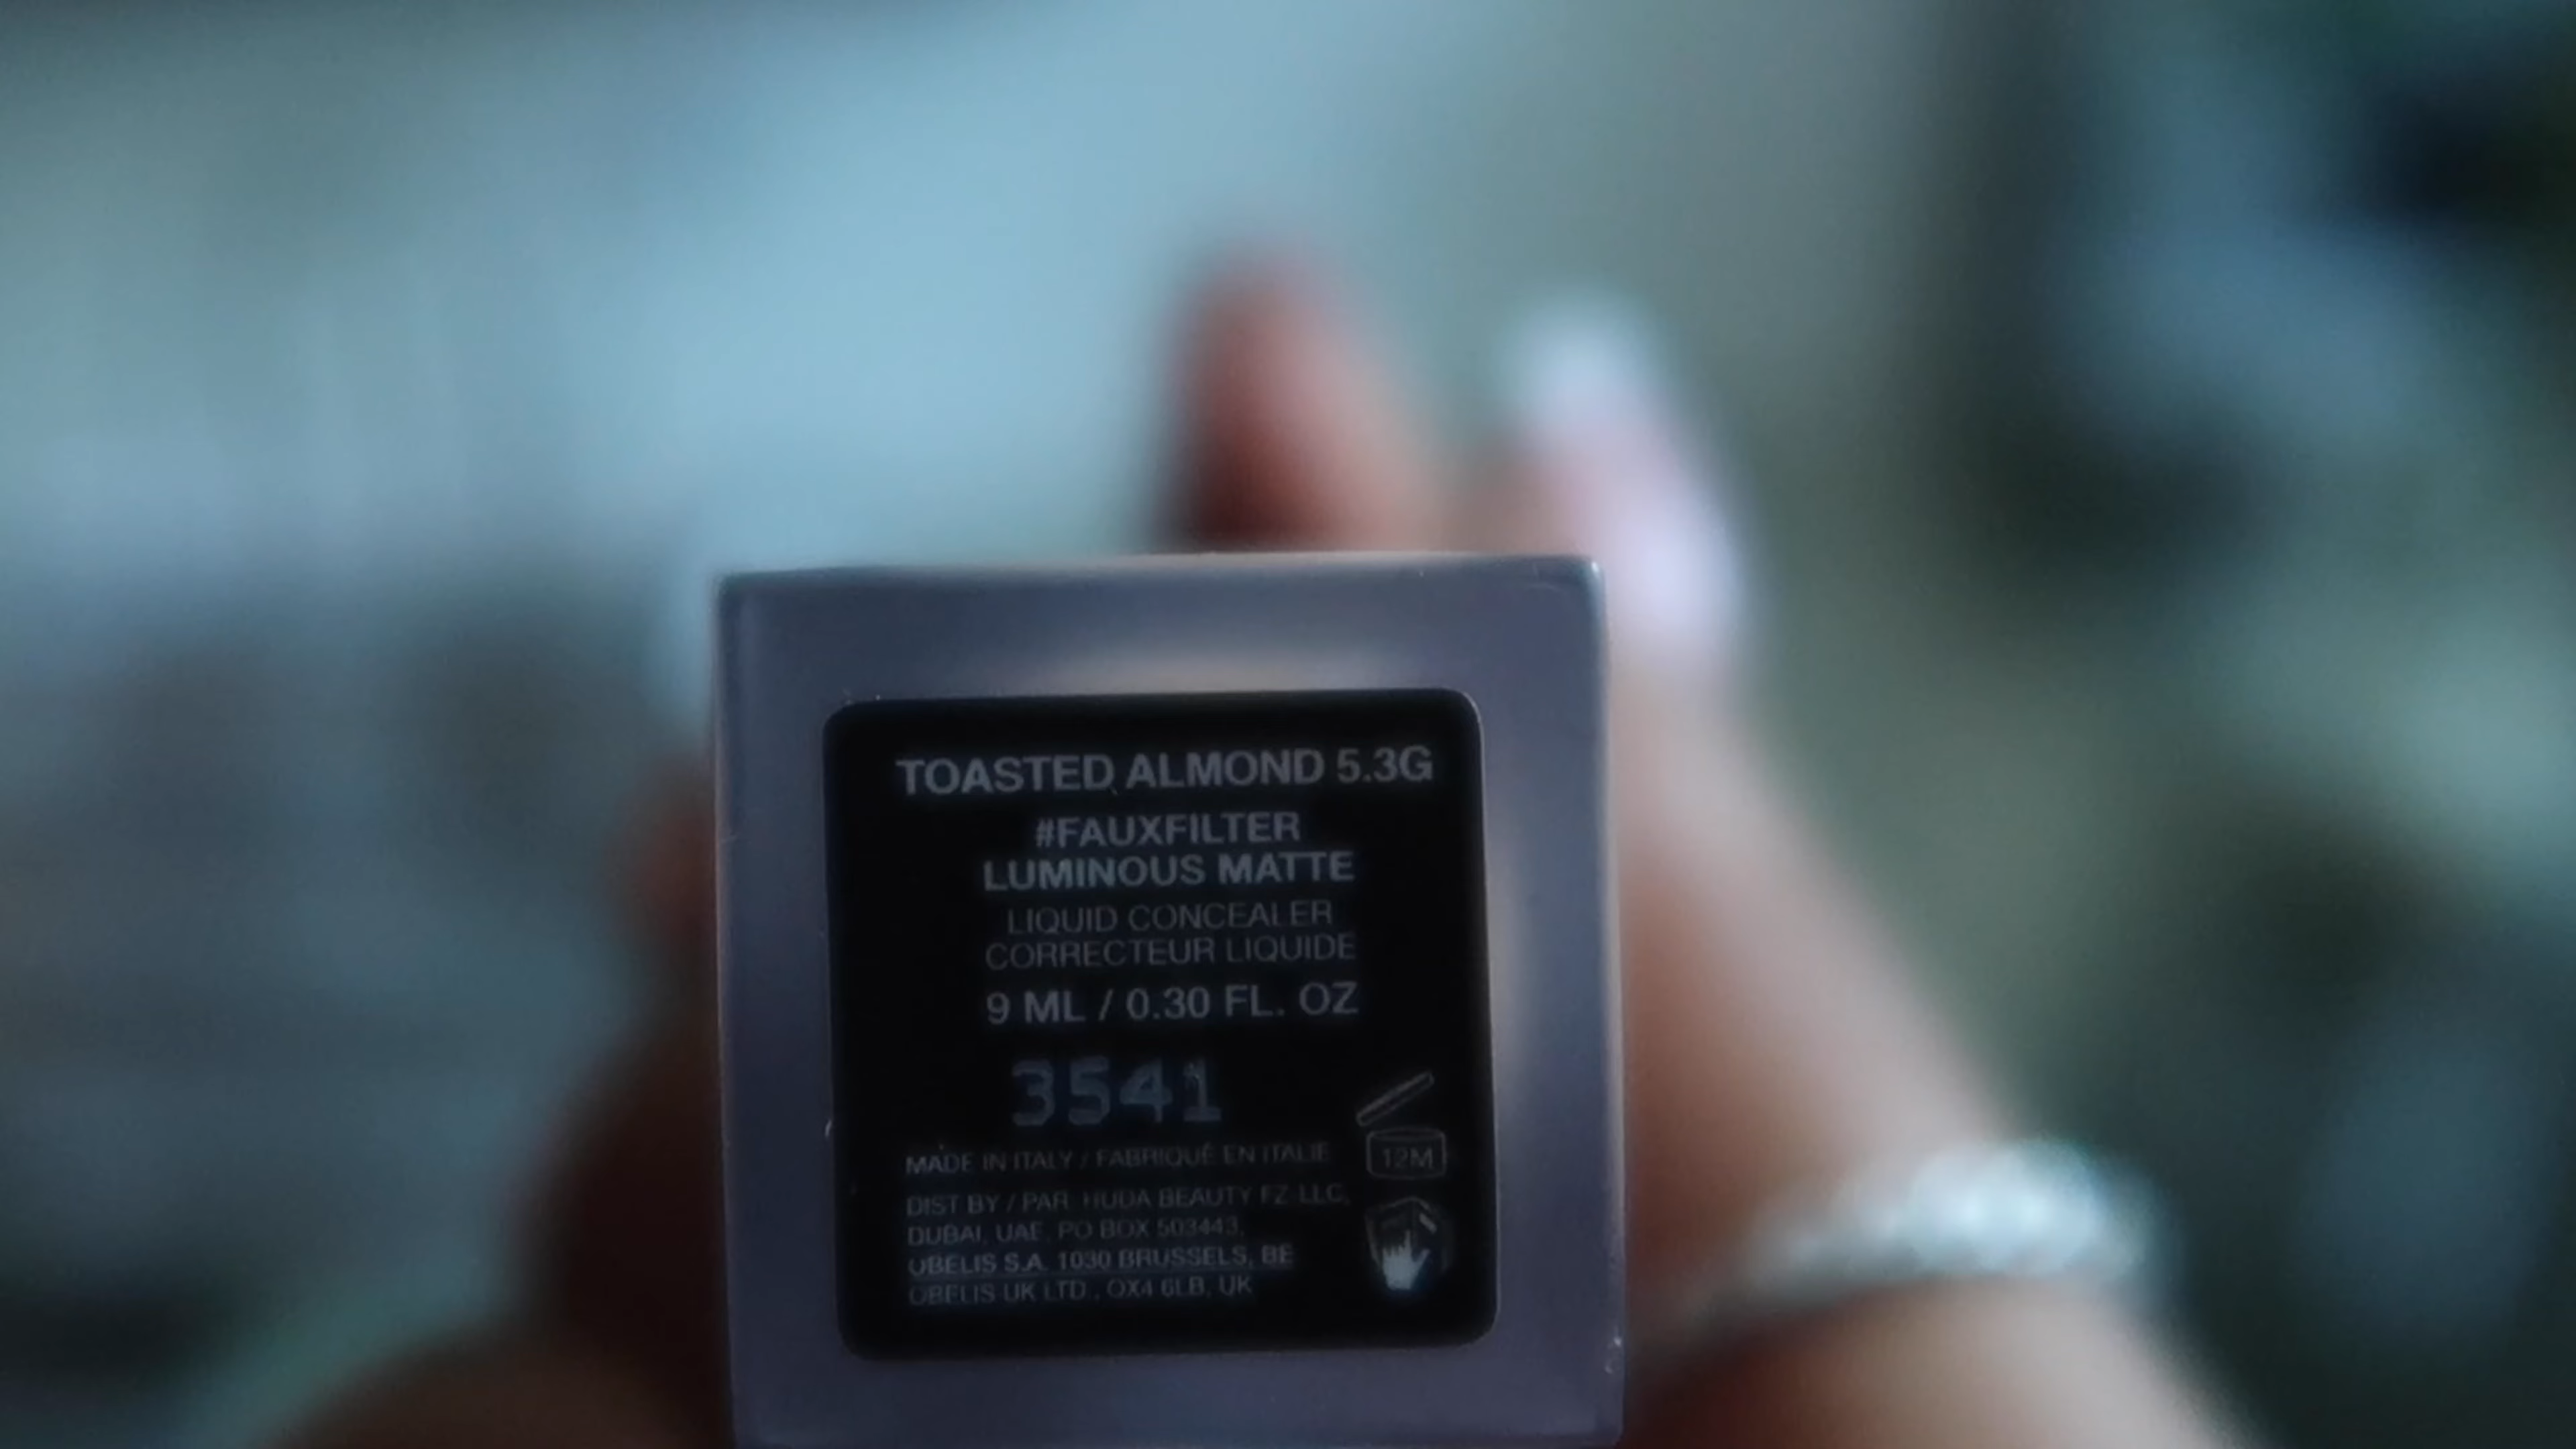 TOASTED ALMOND 5.3G
#FAUXFILTER
LUMINOUS MATTE
LIQUID CONCEALER
CORRECTEUR LIQUIDE
9 ML / 0.30 FL. OZ
3541
MADE IN ITALY / FABRIQUÉ EN ITALIE
12M
DIST BY / PAR HUDA BEAUTY FZ-LLC,
DUBAI, UAE, PO BOX 503443,
OBELIS S.A. 1030 BRUSSELS, BE
OBELIS UK LTD , OX4 6LB, UK